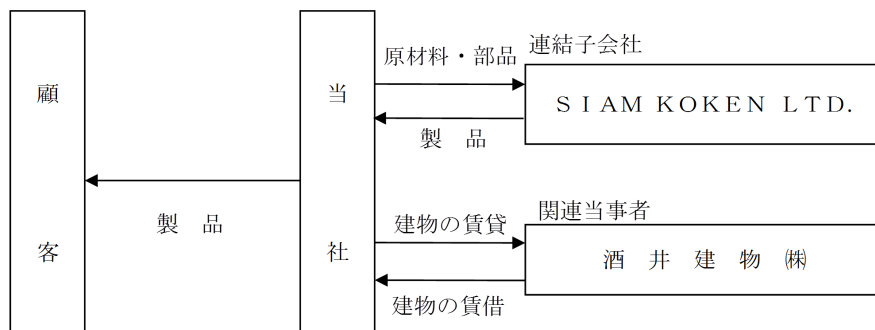 顧客
当社
製品
原材料・部品
製品
連結子会社
ＳＩＡＭ ＫＯＫＥＮ ＬＴＤ.
建物の賃貸
建物の賃借
関連当事者
酒井建物㈱